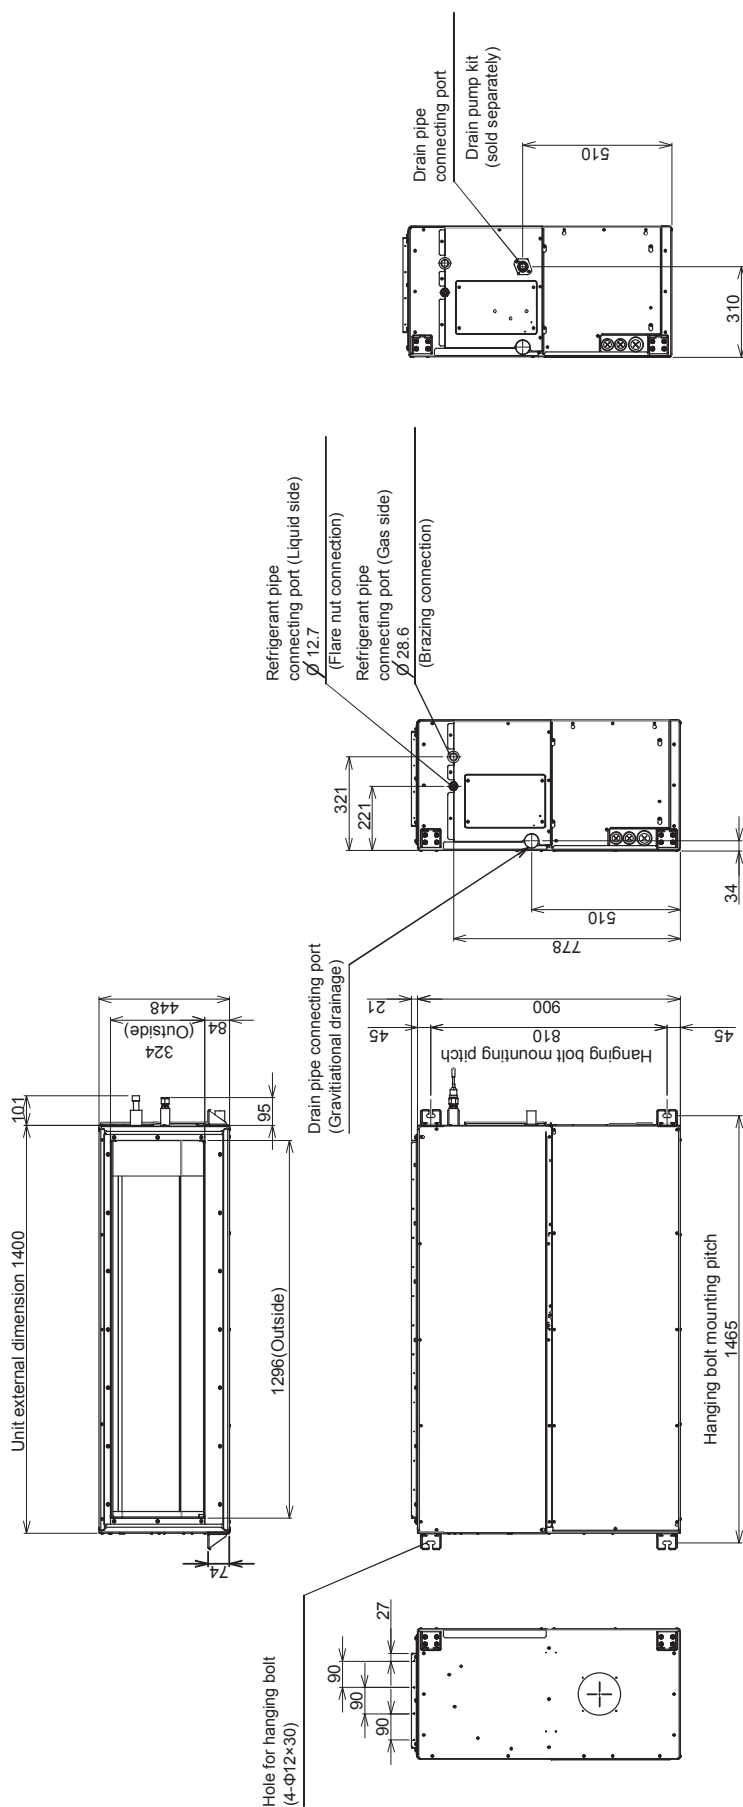 Drain pipe
connecting port
Drain pump kit
(sold separately)
510
310
Refrigerant pipe
connecting port (Liquid side)
Ø 12.7
(Flare nut connection)
Refrigerant pipe
connecting port (Gas side)
Ø 28.6
(Brazing connection)
321
221
34
510
778
Drain pipe connecting port
(Gravitiational drainage)
101
Unit external dimension 1400
448
324
(Outside)
84
95
1296(Outside)
74
21
45
900
810
Hanging bolt mounting pitch
45
Hanging bolt mounting pitch
1465
Hole for hanging bolt
(4-Φ12×30)
27
90
90
90